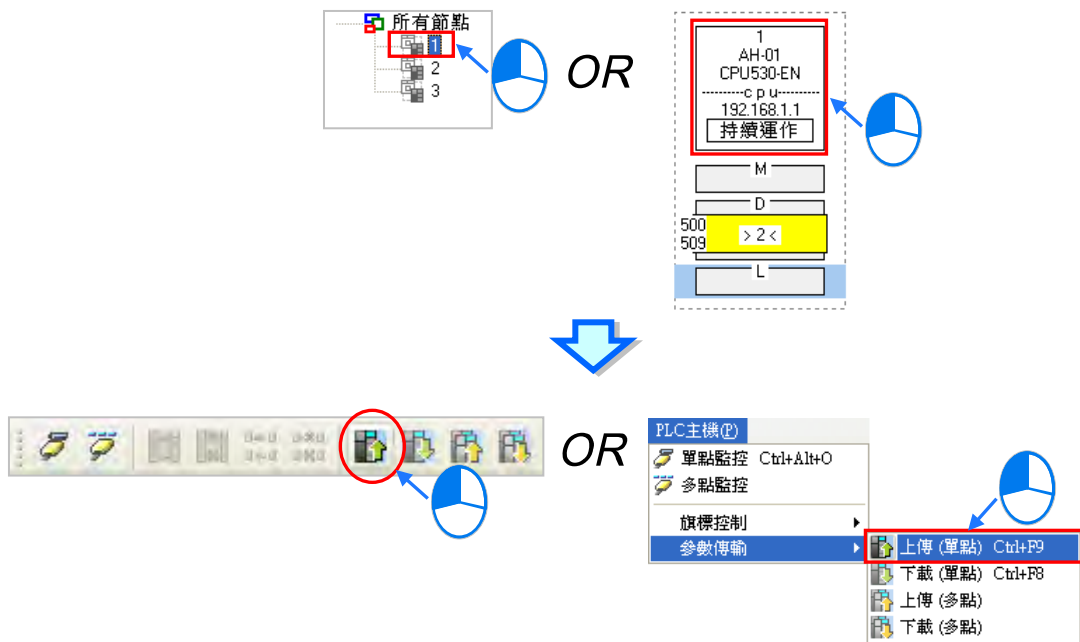 所有節點
1
2
3
OR
1
AH-01
CPU530-EN
--------c p u--------
192.168.1.1
持續運作
M
D
500
509
> 2 <
L
OR
PLC主機(P)
單點監控 Ctrl+Alt+O
多點監控
旗標控制
參數傳輸
上傳 (單點) Ctrl+F9
下載 (單點) Ctrl+F8
上傳 (多點)
下載 (多點)